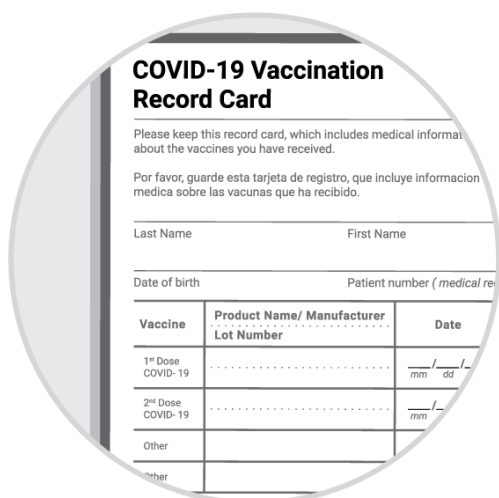 COVID-19 Vaccination
Record Card
Please keep this record card, which includes medical informat
about the vaccines you have received.
Por favor, guarde esta tarjeta de registro, que incluye informacion
medica sobre las vacunas que ha recibido.
Last Name First Name
Date of birth Patient number ( medical rec
Vaccine Product Name/ Manufacturer Date
Lot Number
1st Dose
COVID- 19
mm dd
2nd Dose
COVID- 19
mm
Other
Other